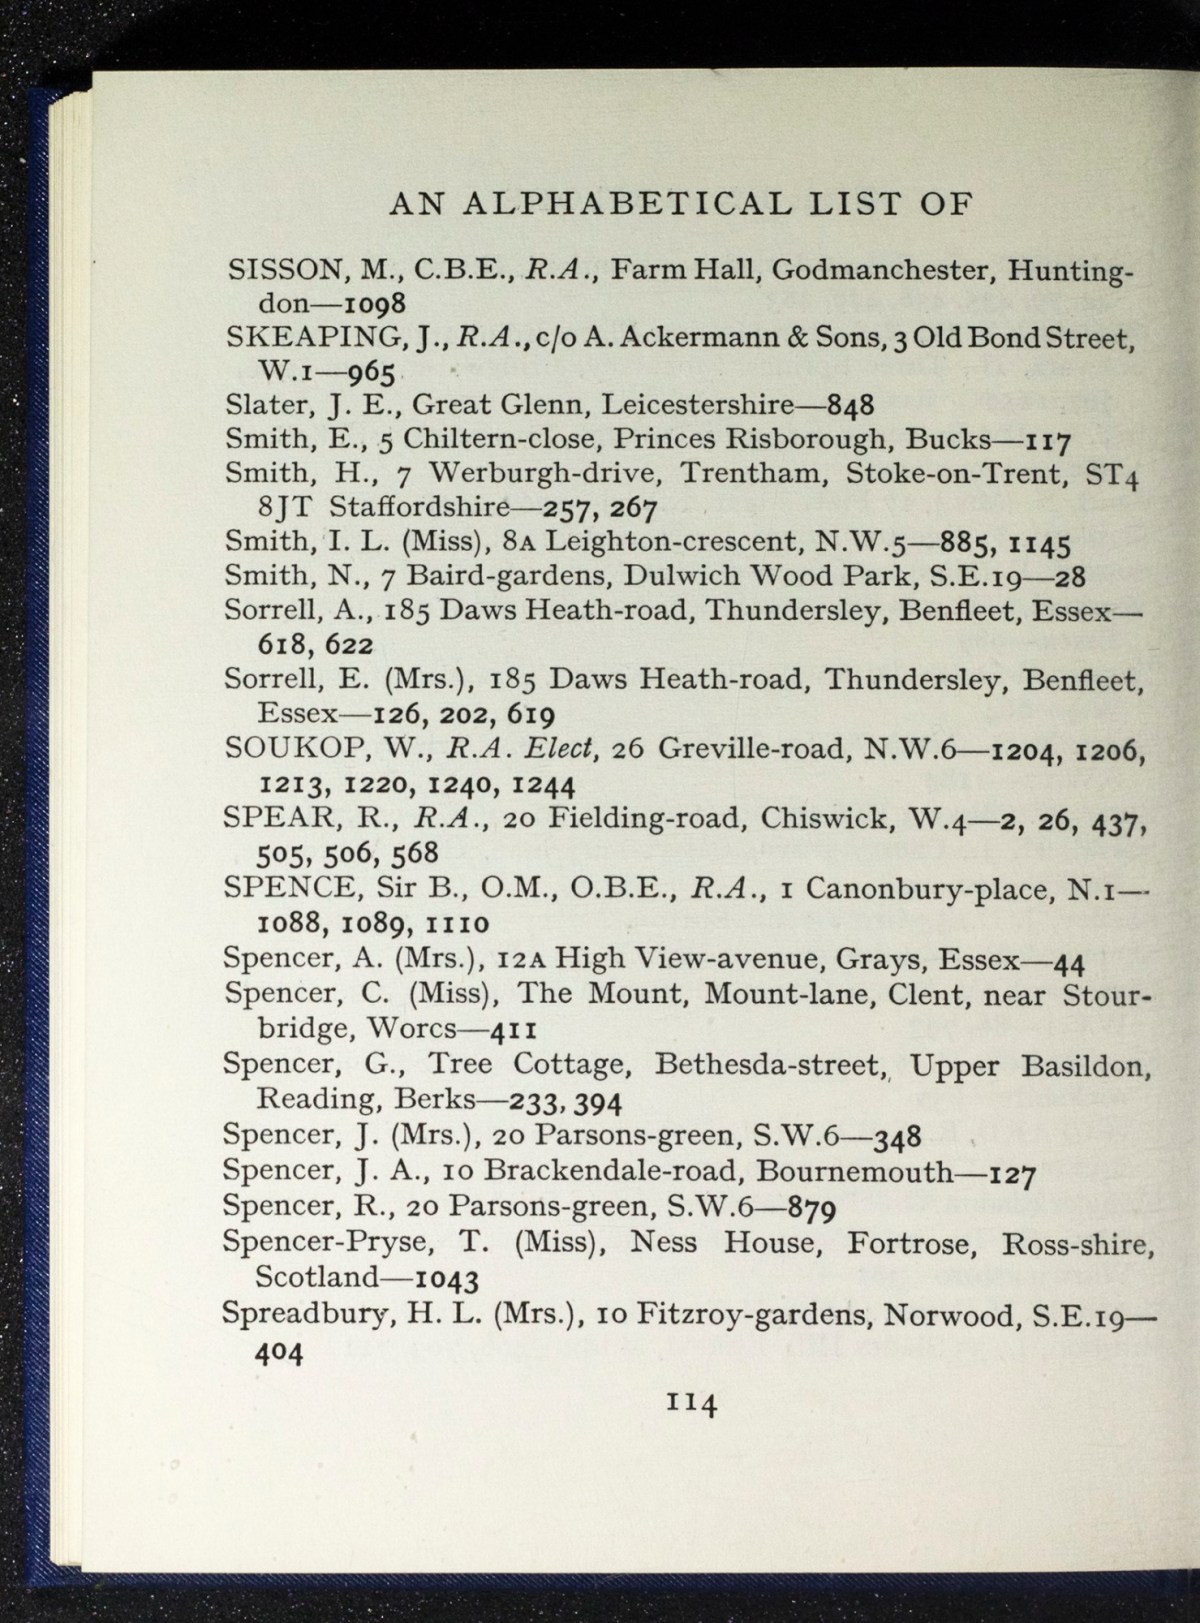 AN ALPHABETICAL LIST OF
SISSON, M., C.B.E., R.A., Farm Hall, Godmanchester, Hunting-
don—1098
SKEAPING, J., R.A., c/o A. Ackermann & Sons, 3 Old Bond Street,
W.1—965
Slater, J. E., Great Glenn, Leicestershire—848
Smith, E., 5 Chiltern-close, Princes Risborough, Bucks—117
Smith, H., 7 Werburgh-drive, Trentham, Stoke-on-Trent, ST4
8JT Staffordshire—257, 267
Smith, I. L. (Miss), 8A Leighton-crescent, N.W.5—885, 1145
Smith, N., 7 Baird-gardens, Dulwich Wood Park, S.E.19—28
Sorrell, A., 185 Daws Heath-road, Thundersley, Benfleet, Essex—
618, 622
Sorrell, E. (Mrs.), 185 Daws Heath-road, Thundersley, Benfleet,
Essex—126, 202, 619
SOUKOP, W., R.A. Elect, 26 Greville-road, N.W.6—1204, 1206,
1213, 1220, 1240, 1244
SPEAR, R., R.A., 20 Fielding-road, Chiswick, W.4—2, 26, 437,
505, 506, 568
SPENCE, Sir B., O.M., O.B.E., R.A., 1 Canonbury-place, N.1—
1088, 1089, 1110
Spencer, A. (Mrs.), 12A High View-avenue, Grays, Essex—44
Spencer, C. (Miss), The Mount, Mount-lane, Clent, near Stour-
bridge, Worcs—411
Spencer, G., Tree Cottage, Bethesda-street, Upper Basildon,
Reading, Berks—233, 394
Spencer, J. (Mrs.), 20 Parsons-green, S.W.6—348
Spencer, J. A., 10 Brackendale-road, Bournemouth—127
Spencer, R., 20 Parsons-green, S.W.6—879
Spencer-Pryse, T. (Miss), Ness House, Fortrose, Ross-shire,
Scotland—1043
Spreadbury, H. L. (Mrs.), 10 Fitzroy-gardens, Norwood, S.E.19—
404
114